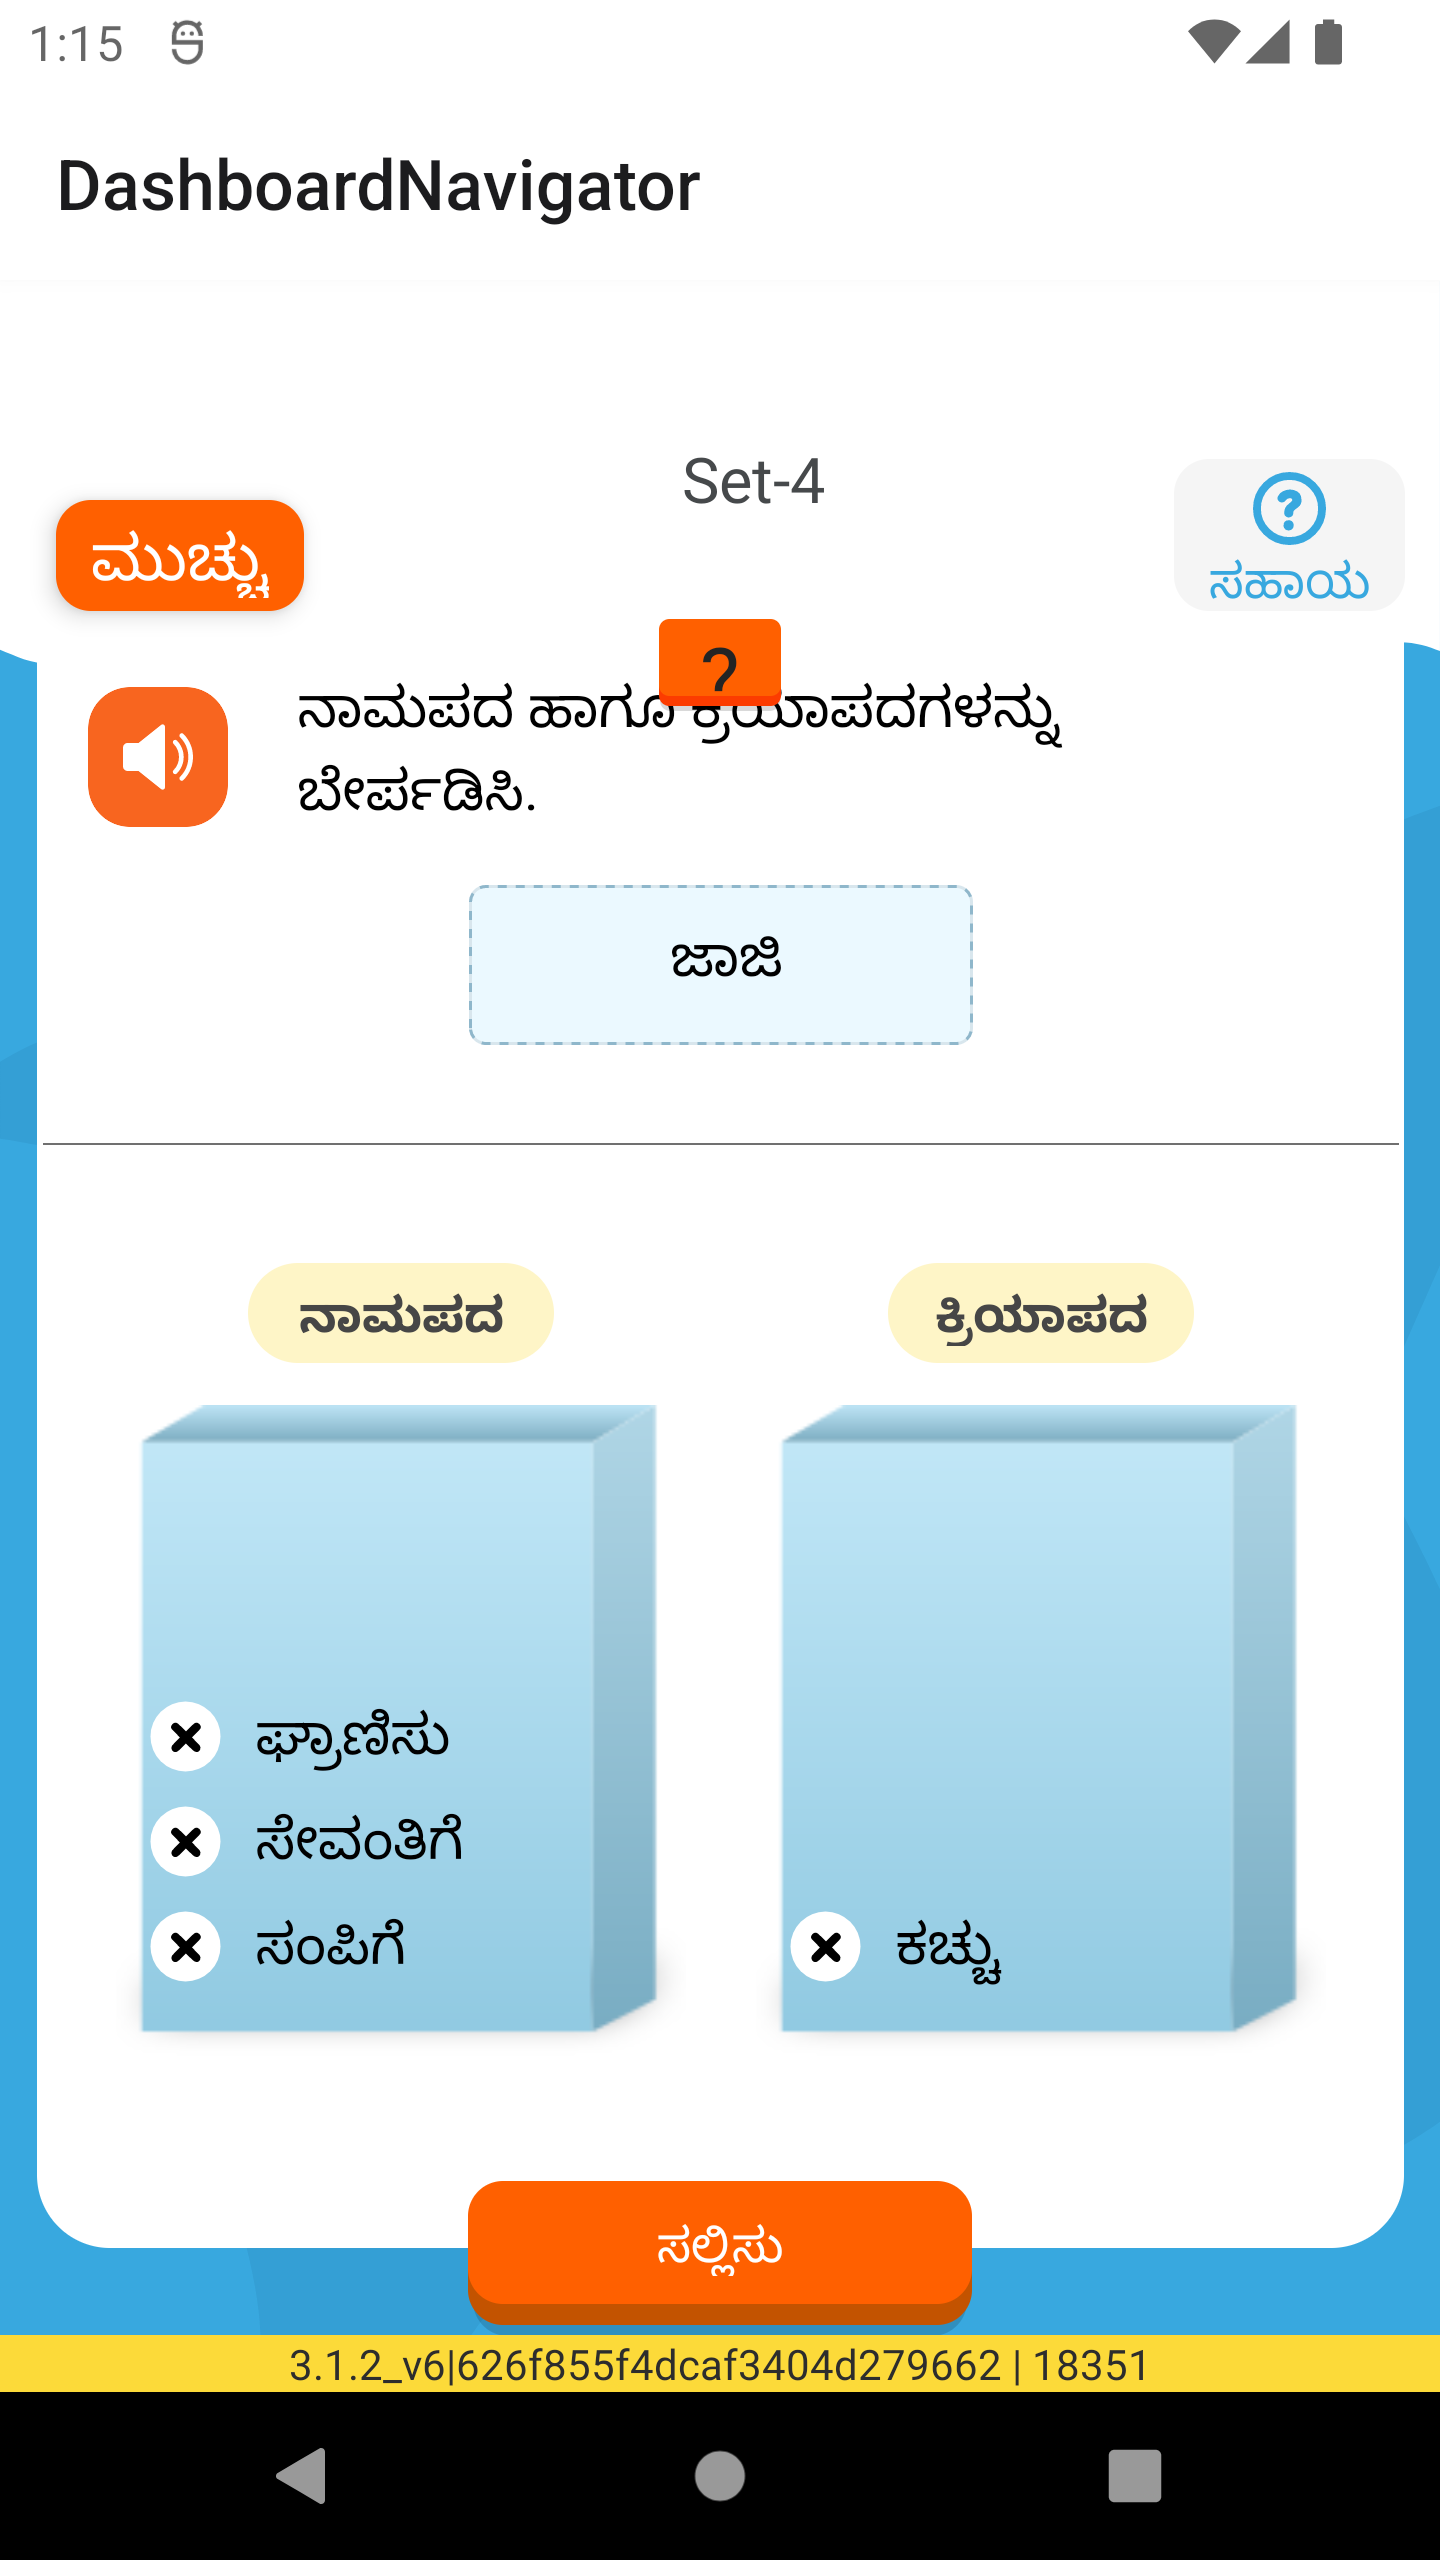 1:15
DashboardNavigator
Set-4
ಮುಚ್ಚು
ಸಹಾಯ
?
ನಾಮಪದ ಹಾಗೂ ಕ್ರಿಯಾಪದಗಳನ್ನು
ಬೇರ್ಪಡಿಸಿ.
ಜಾಜಿ
ನಾಮಪದ
ಕ್ರಿಯಾಪದ
ಘ್ರಾಣಿಸು
ಸೇವಂತಿಗೆ
ಸಂಪಿಗೆ
ಕಚ್ಚು
ಸಲ್ಲಿಸು
3.1.2_v6|626f855f4dcaf3404d279662 | 18351